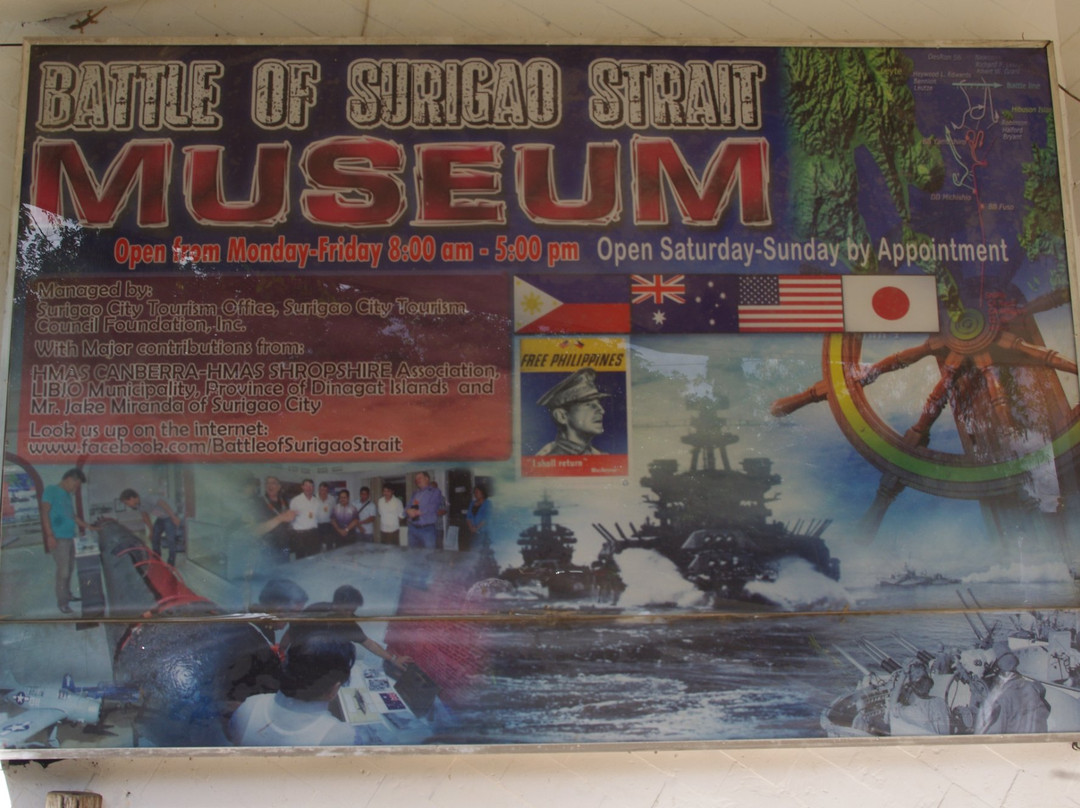 BATTLE OF SURIGAO STRAIT
MUSEUM
Open from Monday-Friday 8:00 am - 5:00 pm Open Saturday-Sunday by Appointment
Managed by:
Surigao City Tourism Office, Surigao City Tourism
Council Foundation, Inc.
With Major contributions from:
HMAS CANBERRA-HMAS SHROPSHIRE Association,
LIBJO Municipality, Province of Dinagat Islands and
Mr. Jake Miranda of Surigao City
Look us up on the internet:
www.facebook.com/BattleofSurigaoStrait
FREE PHILIPPINES
"I shall return"